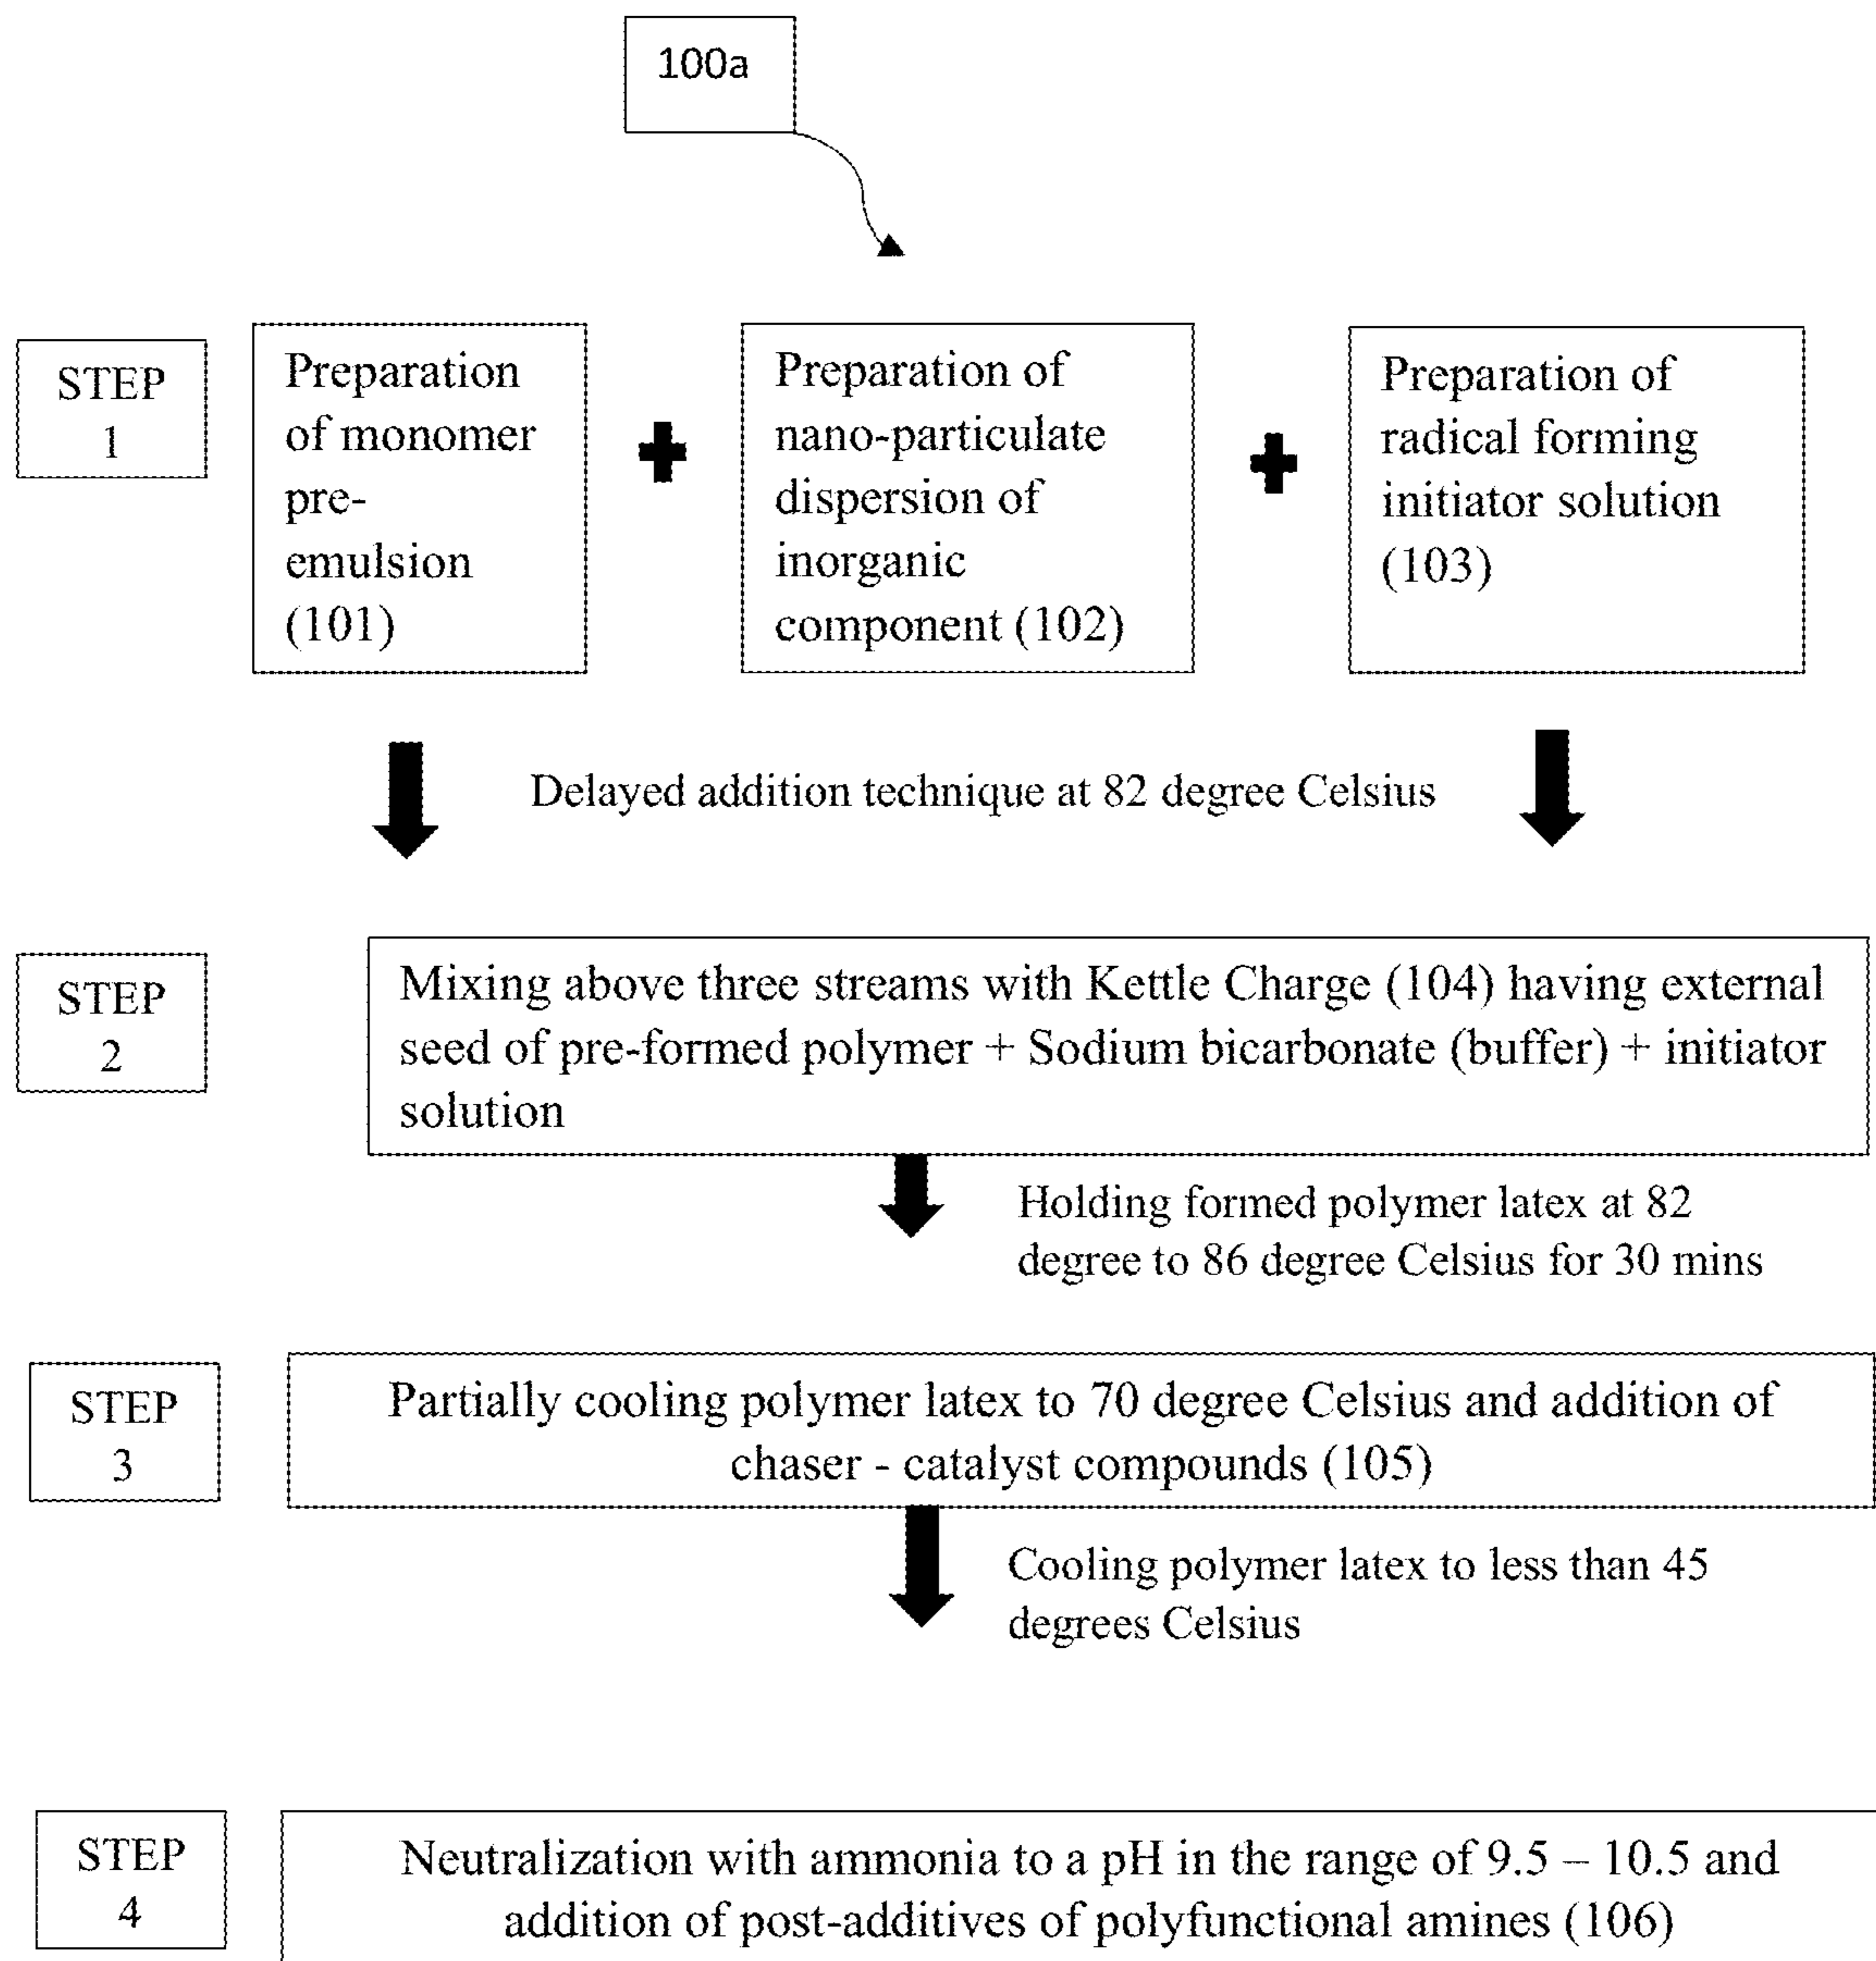 100a
STEP
1
Preparation
of monomer
pre-
emulsion
(101)
Preparation of
nano-particulate
dispersion of
inorganic
component (102)
Preparation of
radical forming
initiator solution
(103)
Delayed addition technique at 82 degree Celsius
STEP
2
Mixing above three streams with Kettle Charge (104) having external
seed of pre-formed polymer + Sodium bicarbonate (buffer) + initiator
solution
Holding formed polymer latex at 82
degree to 86 degree Celsius for 30 mins
STEP
3
Partially cooling polymer latex to 70 degree Celsius and addition of
chaser - catalyst compounds (105)
Cooling polymer latex to less than 45
degrees Celsius
STEP
4
Neutralization with ammonia to a pH in the range of 9.5 – 10.5 and
addition of post-additives of polyfunctional amines (106)